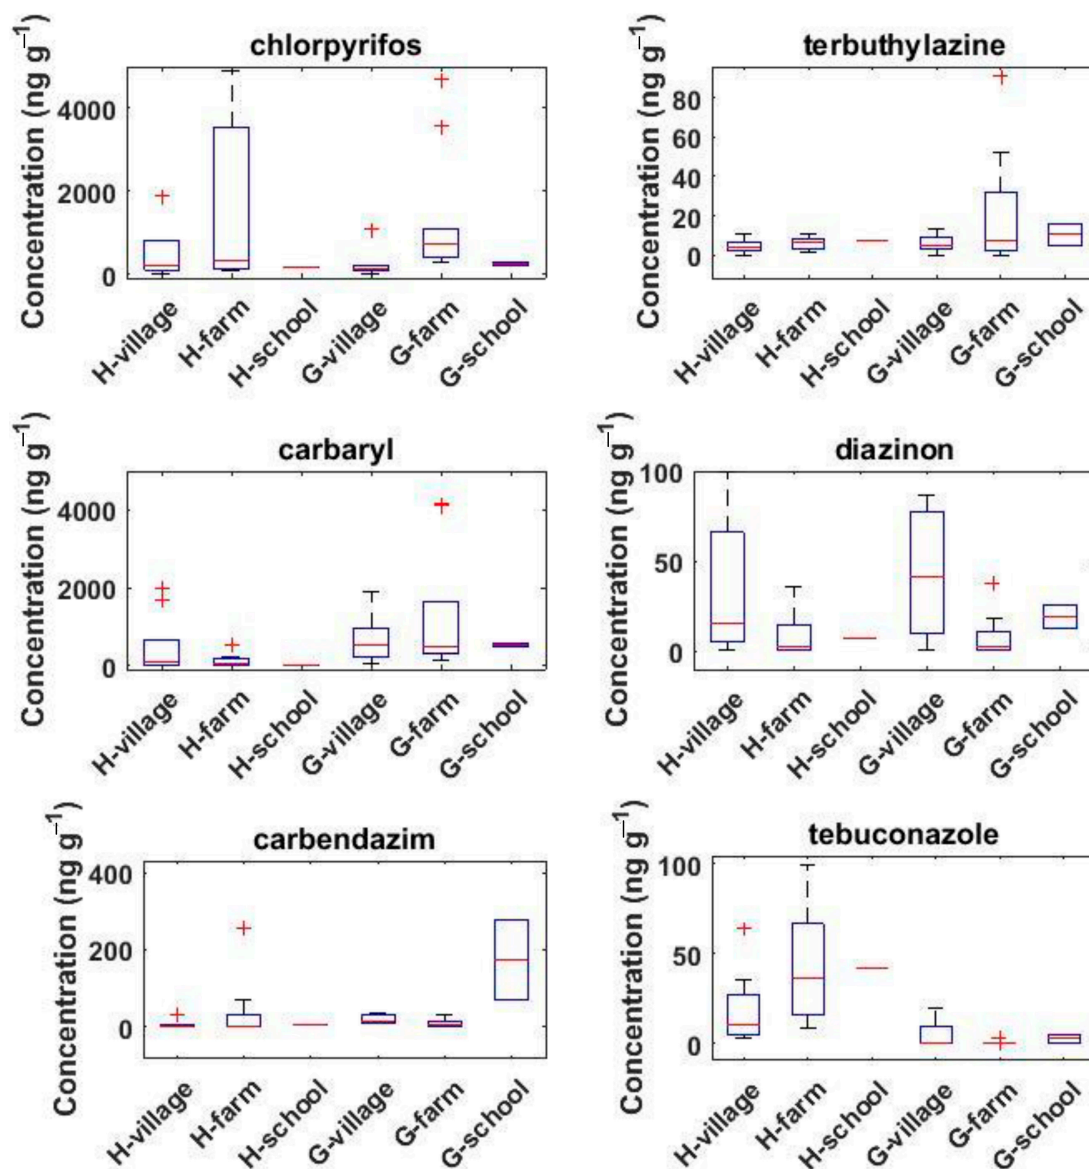 chlorpyrifos
Concentration (ng g⁻¹)
4000
2000
0
H-village
H-farm
H-school
G-village
G-farm
G-school
terbuthylazine
Concentration (ng g⁻¹)
80
60
40
20
0
H-village
H-farm
H-school
G-village
G-farm
G-school
carbaryl
Concentration (ng g⁻¹)
4000
2000
0
H-village
H-farm
H-school
G-village
G-farm
G-school
diazinon
Concentration (ng g⁻¹)
100
50
0
H-village
H-farm
H-school
G-village
G-farm
G-school
carbendazim
Concentration (ng g⁻¹)
400
200
0
H-village
H-farm
H-school
G-village
G-farm
G-school
tebuconazole
Concentration (ng g⁻¹)
100
50
0
H-village
H-farm
H-school
G-village
G-farm
G-school